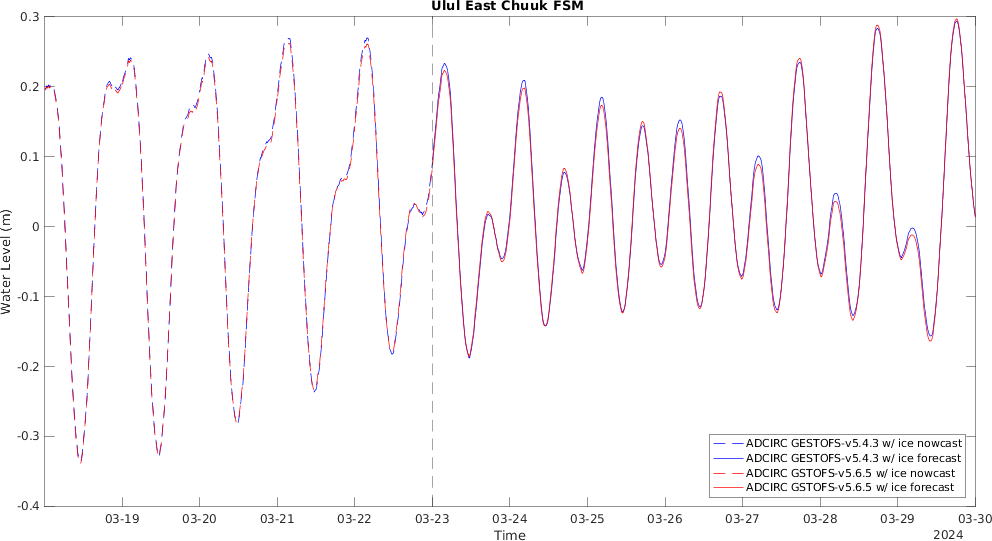 Ulul East Chuuk FSM
0.3
0.2
0.1
0
-0.1
-0.2
-0.3
-0.4
Water Level (m)
ADCIRC GESTOFS-v5.4.3 w/ ice nowcast
ADCIRC GESTOFS-v5.4.3 w/ ice forecast
ADCIRC GSTOFS-v5.6.5 w/ ice nowcast
ADCIRC GSTOFS-v5.6.5 w/ ice forecast
03-19 03-20 03-21 03-22 03-23 03-24 03-25 03-26 03-27 03-28 03-29 03-30
Time
2024